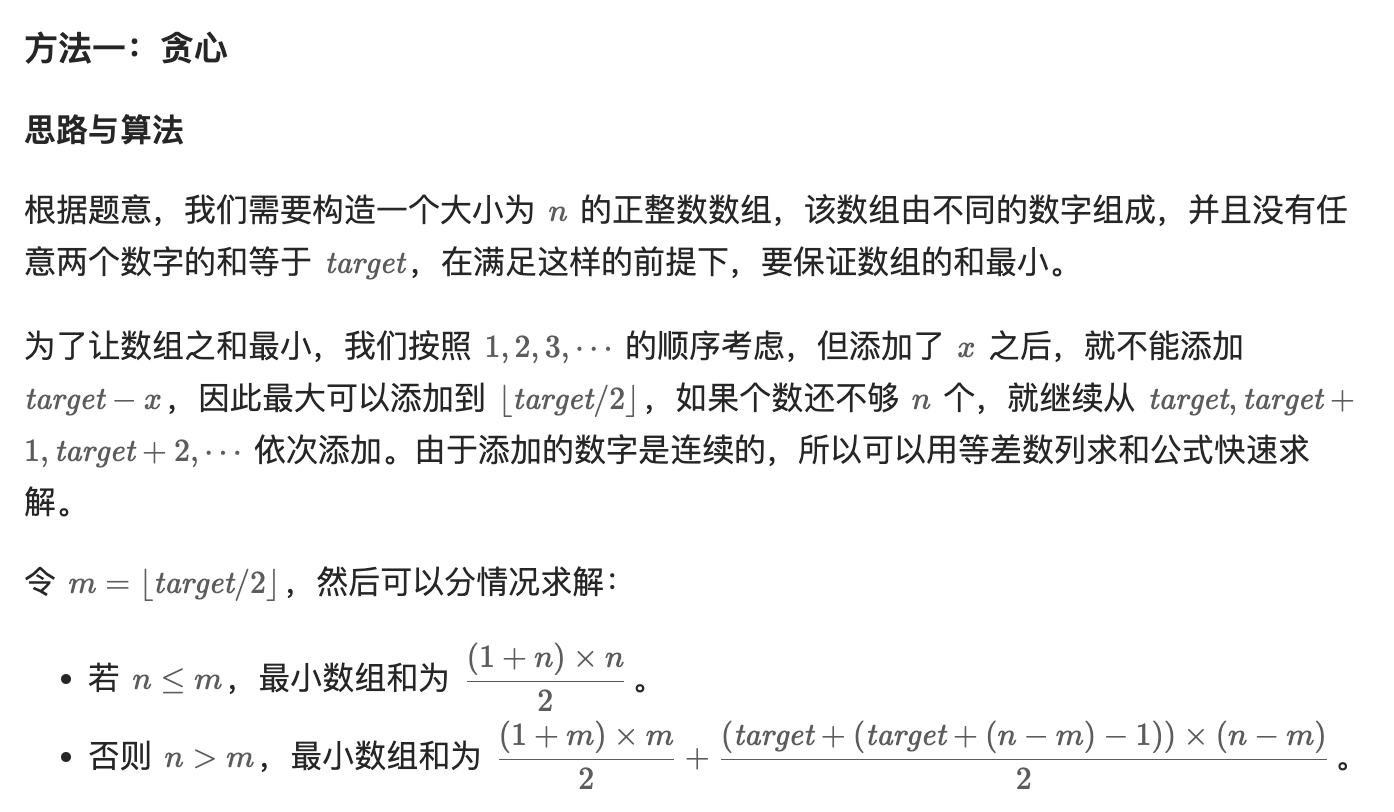 方法一：贪心
思路与算法
根据题意，我们需要构造一个大小为 n 的正整数数组，该数组由不同的数字组成，并且没有任
意两个数字的和等于 target，在满足这样的前提下，要保证数组的和最小。
为了让数组之和最小，我们按照 1, 2, 3, ⋯ 的顺序考虑，但添加了 x 之后，就不能添加
target − x，因此最大可以添加到 ⌊target/2⌋，如果个数还不够 n 个，就继续从 target, target +
1, target + 2, ⋯ 依次添加。由于添加的数字是连续的，所以可以用等差数列求和公式快速求
解。
令 m = ⌊target/2⌋，然后可以分情况求解：
• 若 n ≤ m，最小数组和为 \frac{(1 + n) × n}{2}。
• 否则 n > m，最小数组和为 \frac{(1 + m) × m}{2} + \frac{(target + (target + (n − m) − 1)) × (n − m)}{2}。